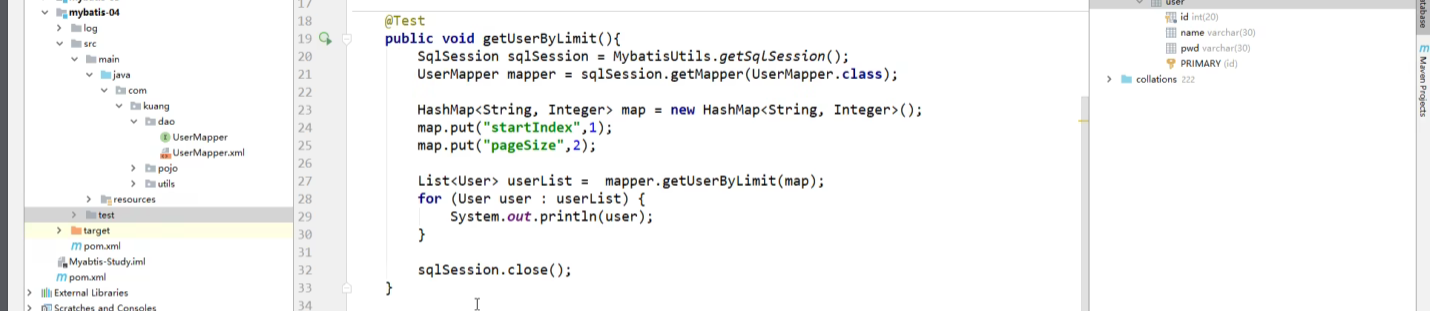 mybatis-04
log
src
main
java
com
kuang
dao
UserMapper
UserMapper.xml
pojo
utils
resources
test
target
pom.xml
Myabtis-Study.iml
pom.xml
External Libraries
Scratches and Consoles
17
18 @Test
19 public void getUserByLimit(){
20 SqlSession sqlSession = MybatisUtils.getSqlSession();
21 UserMapper mapper = sqlSession.getMapper(UserMapper.class);
22
23 HashMap<String, Integer> map = new HashMap<String, Integer>();
24 map.put("startIndex",1);
25 map.put("pageSize",2);
26
27 List<User> userList =  mapper.getUserByLimit(map);
28 for (User user : userList) {
29 System.out.println(user);
30 }
31
32 sqlSession.close();
33 }
34
user
id int(20)
name varchar(30)
pwd varchar(30)
PRIMARY (id)
collations 222
Maven Projects